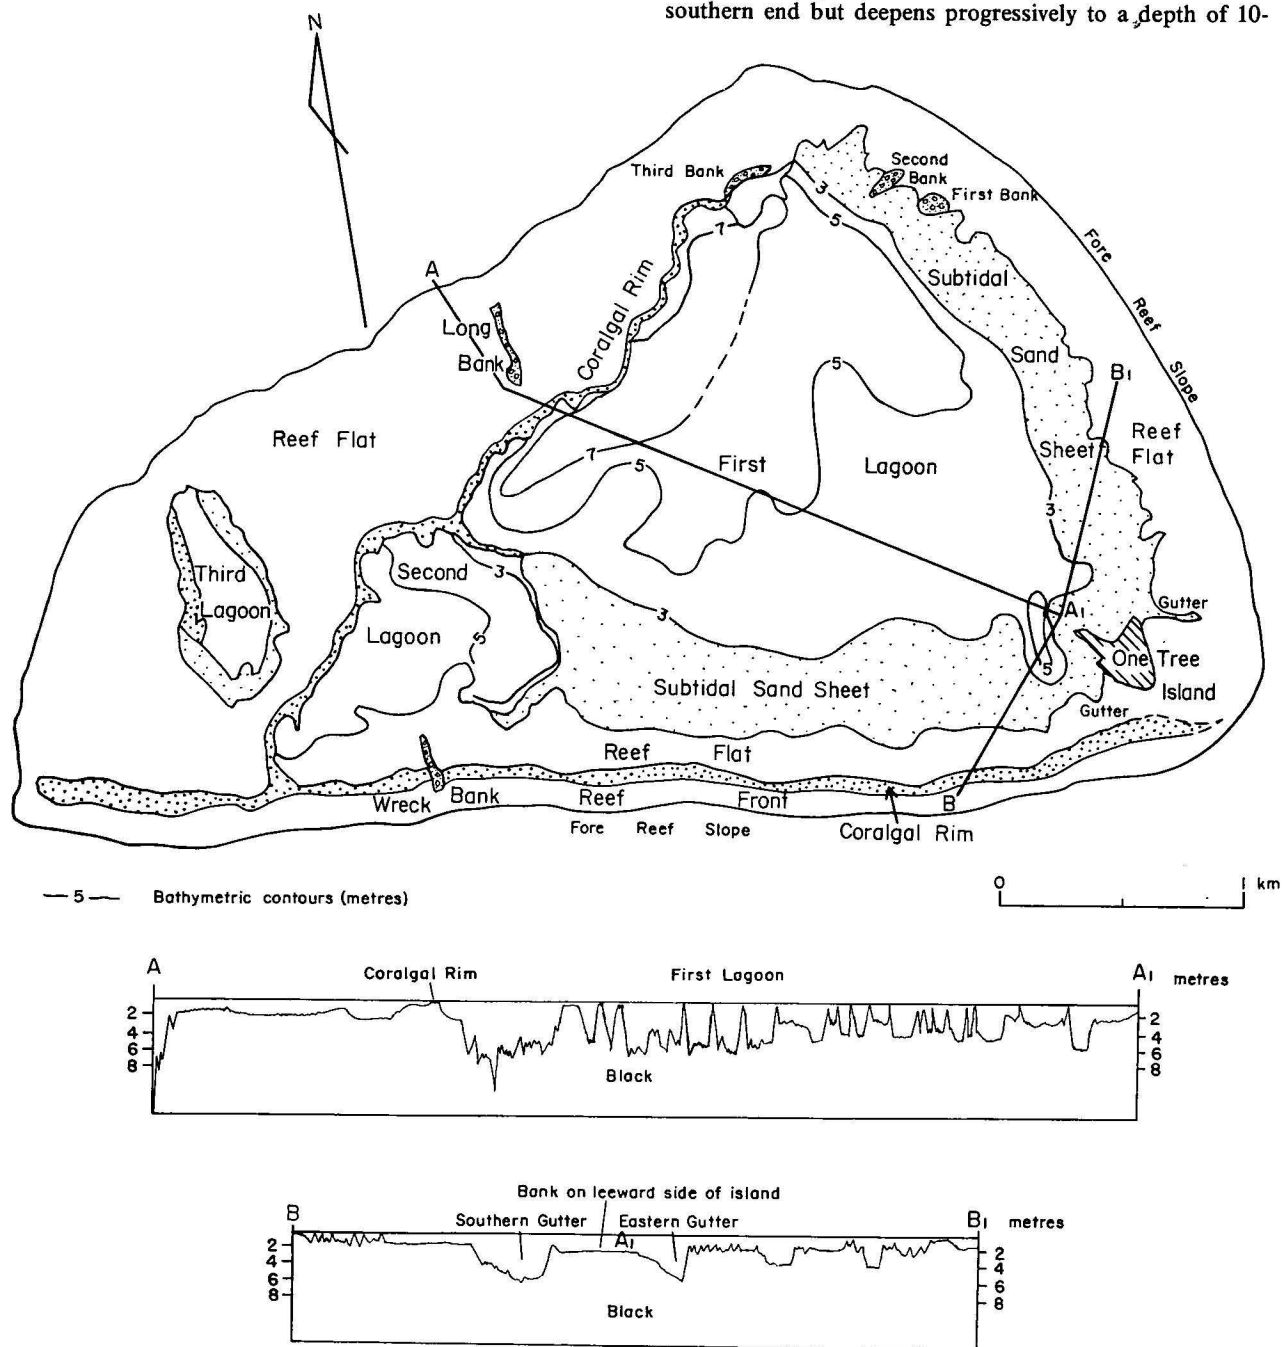 southern end but deepens progressively to a depth of 10-
N
Third Bank
Second
Bank
First Bank
3
7
5
Fore
Reef
Slope
A
Coralgal Rim
Subtidal
Sand
Sheet
Long
Bank
5
B1
Reef Flat
Reef
Flat
7
5
First
Lagoon
3
Third
Lagoon
Second
3
Lagoon
5
3
A1
Gutter
5
One Tree
Island
Subtidal Sand Sheet
Gutter
Reef Flat
Wreck Bank
Reef Front
B
Fore Reef Slope
Coralgal Rim
5 Bathymetric contours (metres)
0 1 km
A
Coralgal Rim
First Lagoon
A1 metres
2 2
4 4
6 6
8 8
Black
Bank on leeward side of island
B
Southern Gutter
Eastern Gutter
A1
B1 metres
2 2
4 4
6 6
8 8
Black